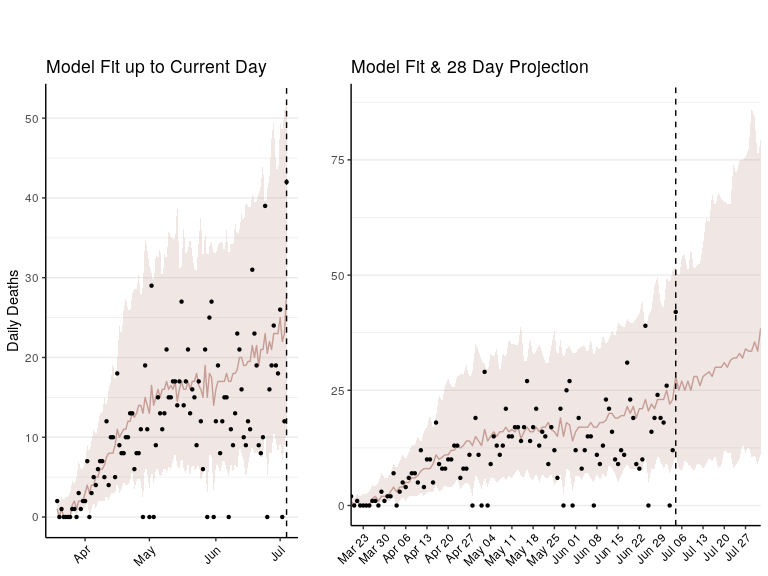 Model Fit up to Current Day
Daily Deaths
50
40
30
20
10
0
Apr
May
Jun
Jul
Model Fit & 28 Day Projection
75
50
25
0
Mar 23
Mar 30
Apr 06
Apr 13
Apr 20
Apr 27
May 04
May 11
May 18
May 25
Jun 01
Jun 08
Jun 15
Jun 22
Jun 29
Jul 06
Jul 13
Jul 20
Jul 27